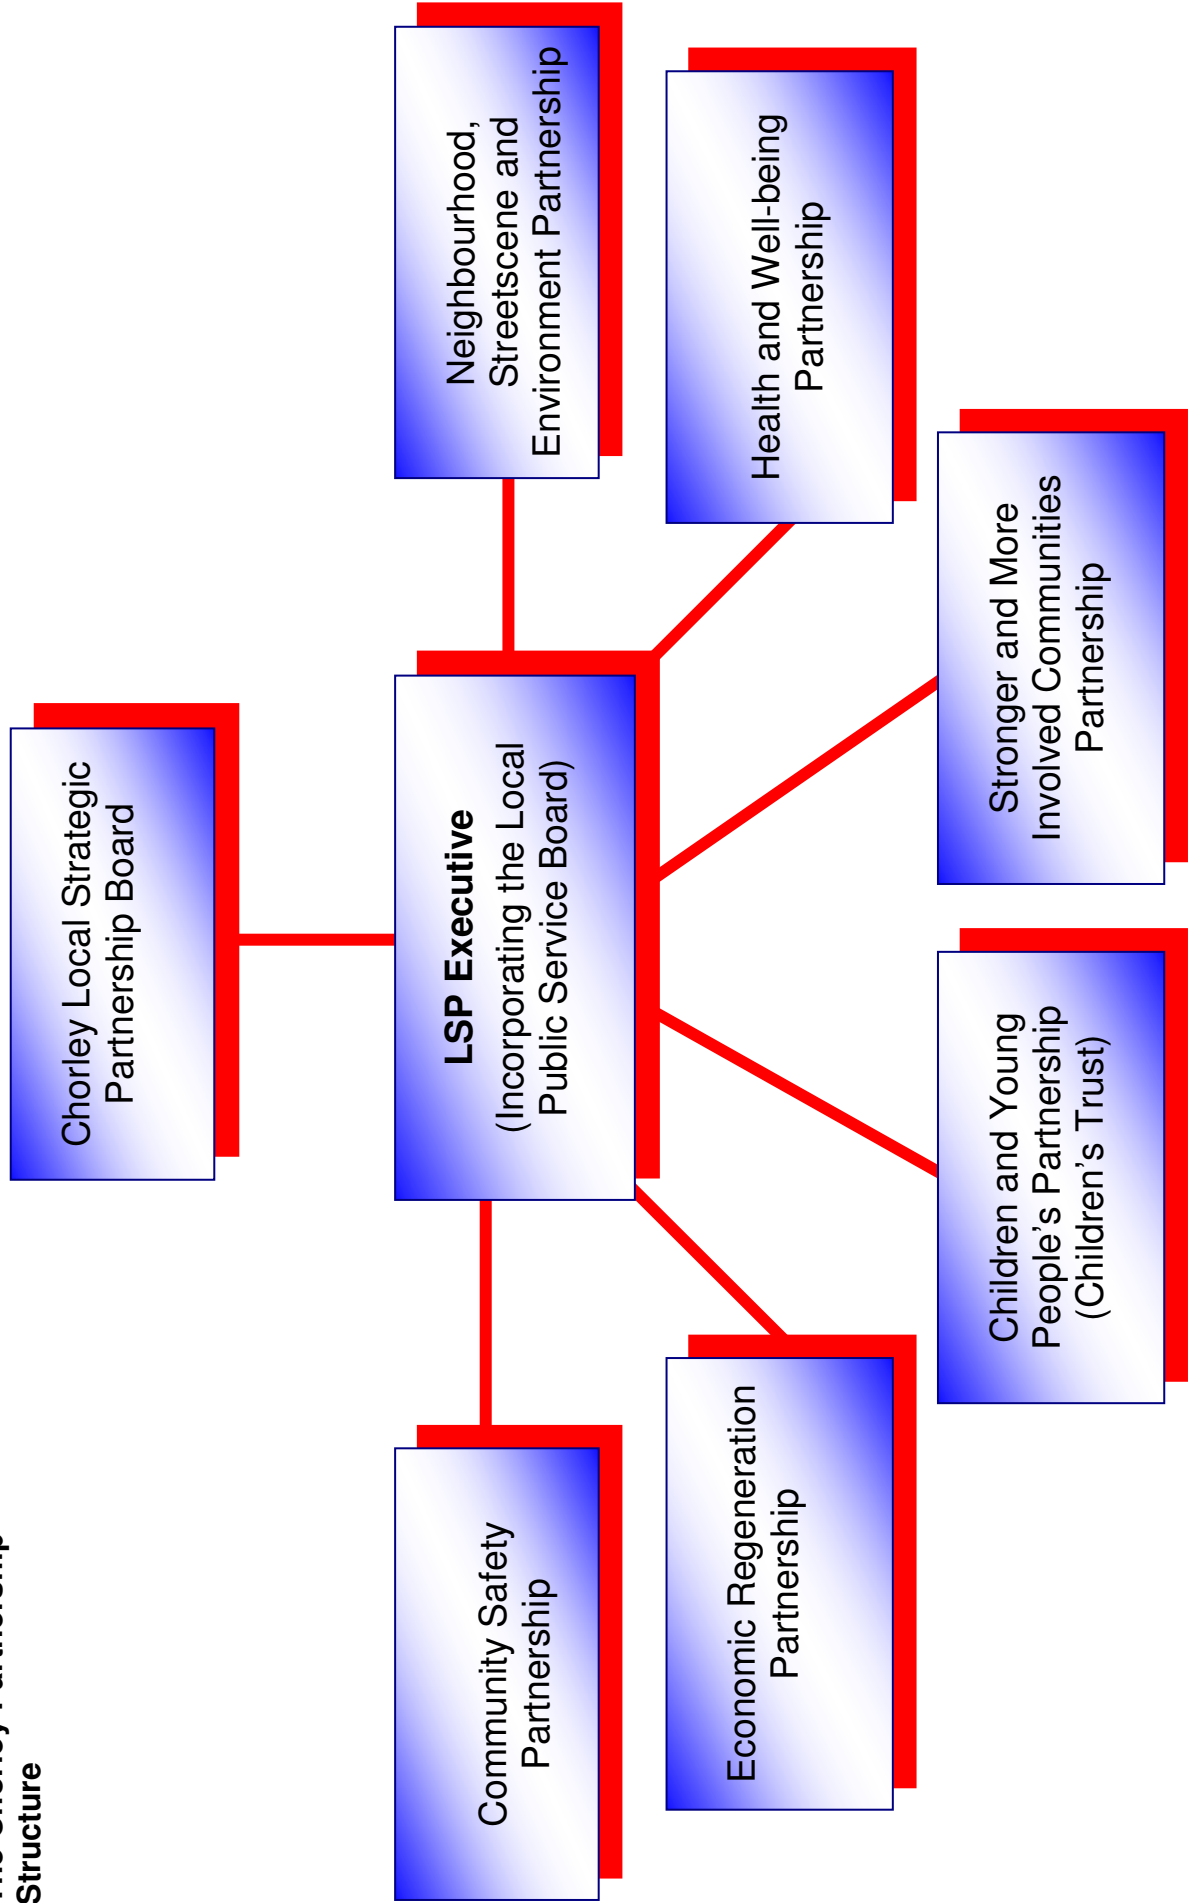 Structure
Chorley Local Strategic
Partnership Board
LSP Executive
(Incorporating the Local
Public Service Board)
Community Safety
Partnership
Neighbourhood,
Streetscene and
Environment Partnership
Economic Regeneration
Partnership
Health and Well-being
Partnership
Children and Young
People’s Partnership
(Children’s Trust)
Stronger and More
Involved Communities
Partnership